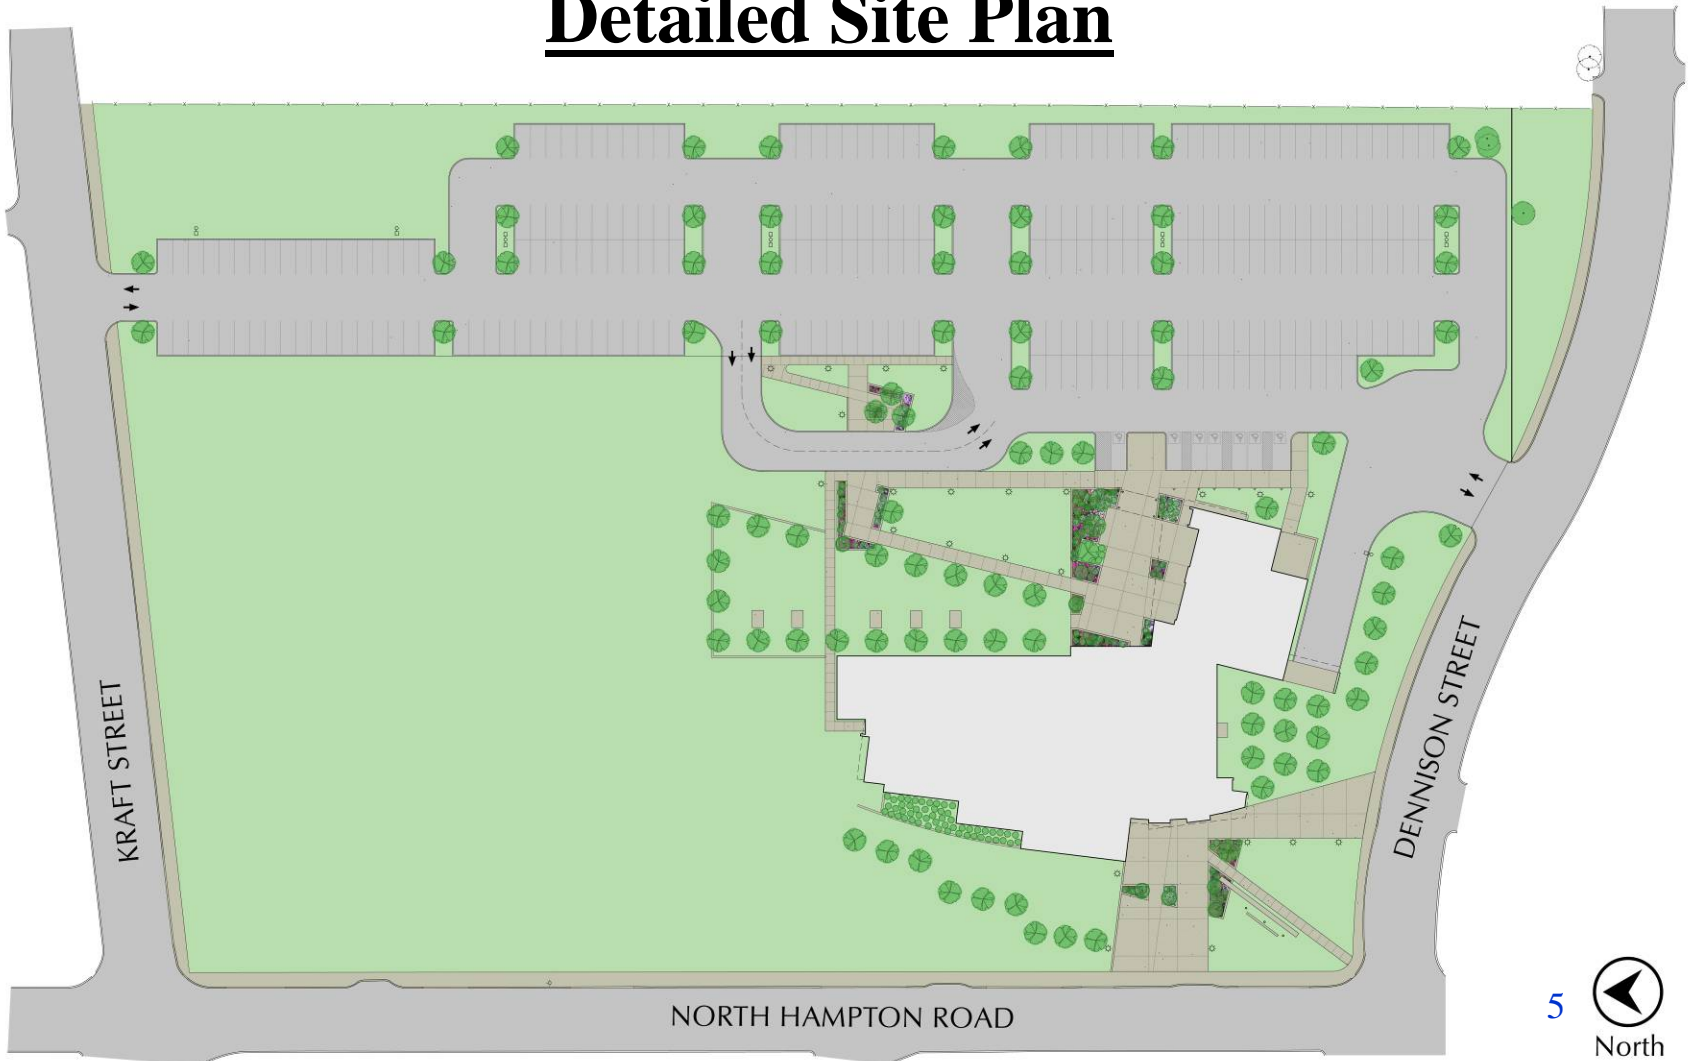 Detailed Site Plan
KRAFT STREET
DENNISON STREET
NORTH HAMPTON ROAD
5
North